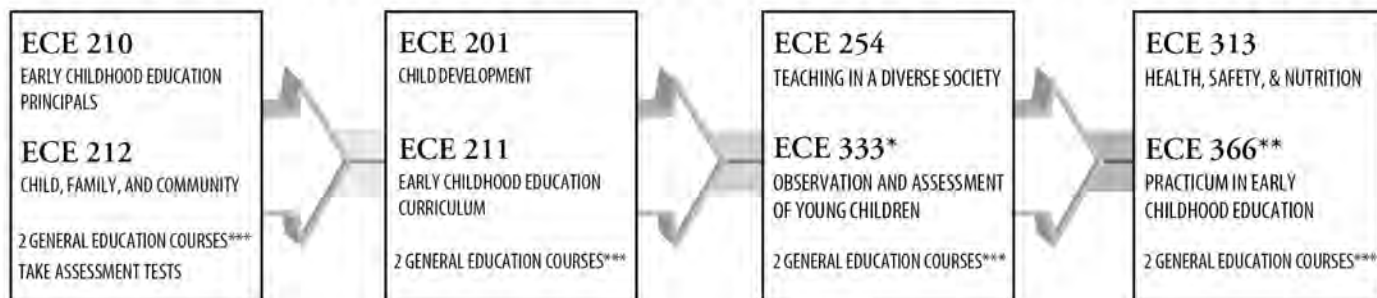 ECE 210
EARLY CHILDHOOD EDUCATION
PRINCIPALS
ECE 212
CHILD, FAMILY, AND COMMUNITY
2 GENERAL EDUCATION COURSES***
TAKE ASSESSMENT TESTS
ECE 201
CHILD DEVELOPMENT
ECE 211
EARLY CHILDHOOD EDUCATION
CURRICULUM
2 GENERAL EDUCATION COURSES***
ECE 254
TEACHING IN A DIVERSE SOCIETY
ECE 333*
OBSERVATION AND ASSESSMENT
OF YOUNG CHILDREN
2 GENERAL EDUCATION COURSES***
ECE 313
HEALTH, SAFETY, & NUTRITION
ECE 366**
PRACTICUM IN EARLY
CHILDHOOD EDUCATION
2 GENERAL EDUCATION COURSES***